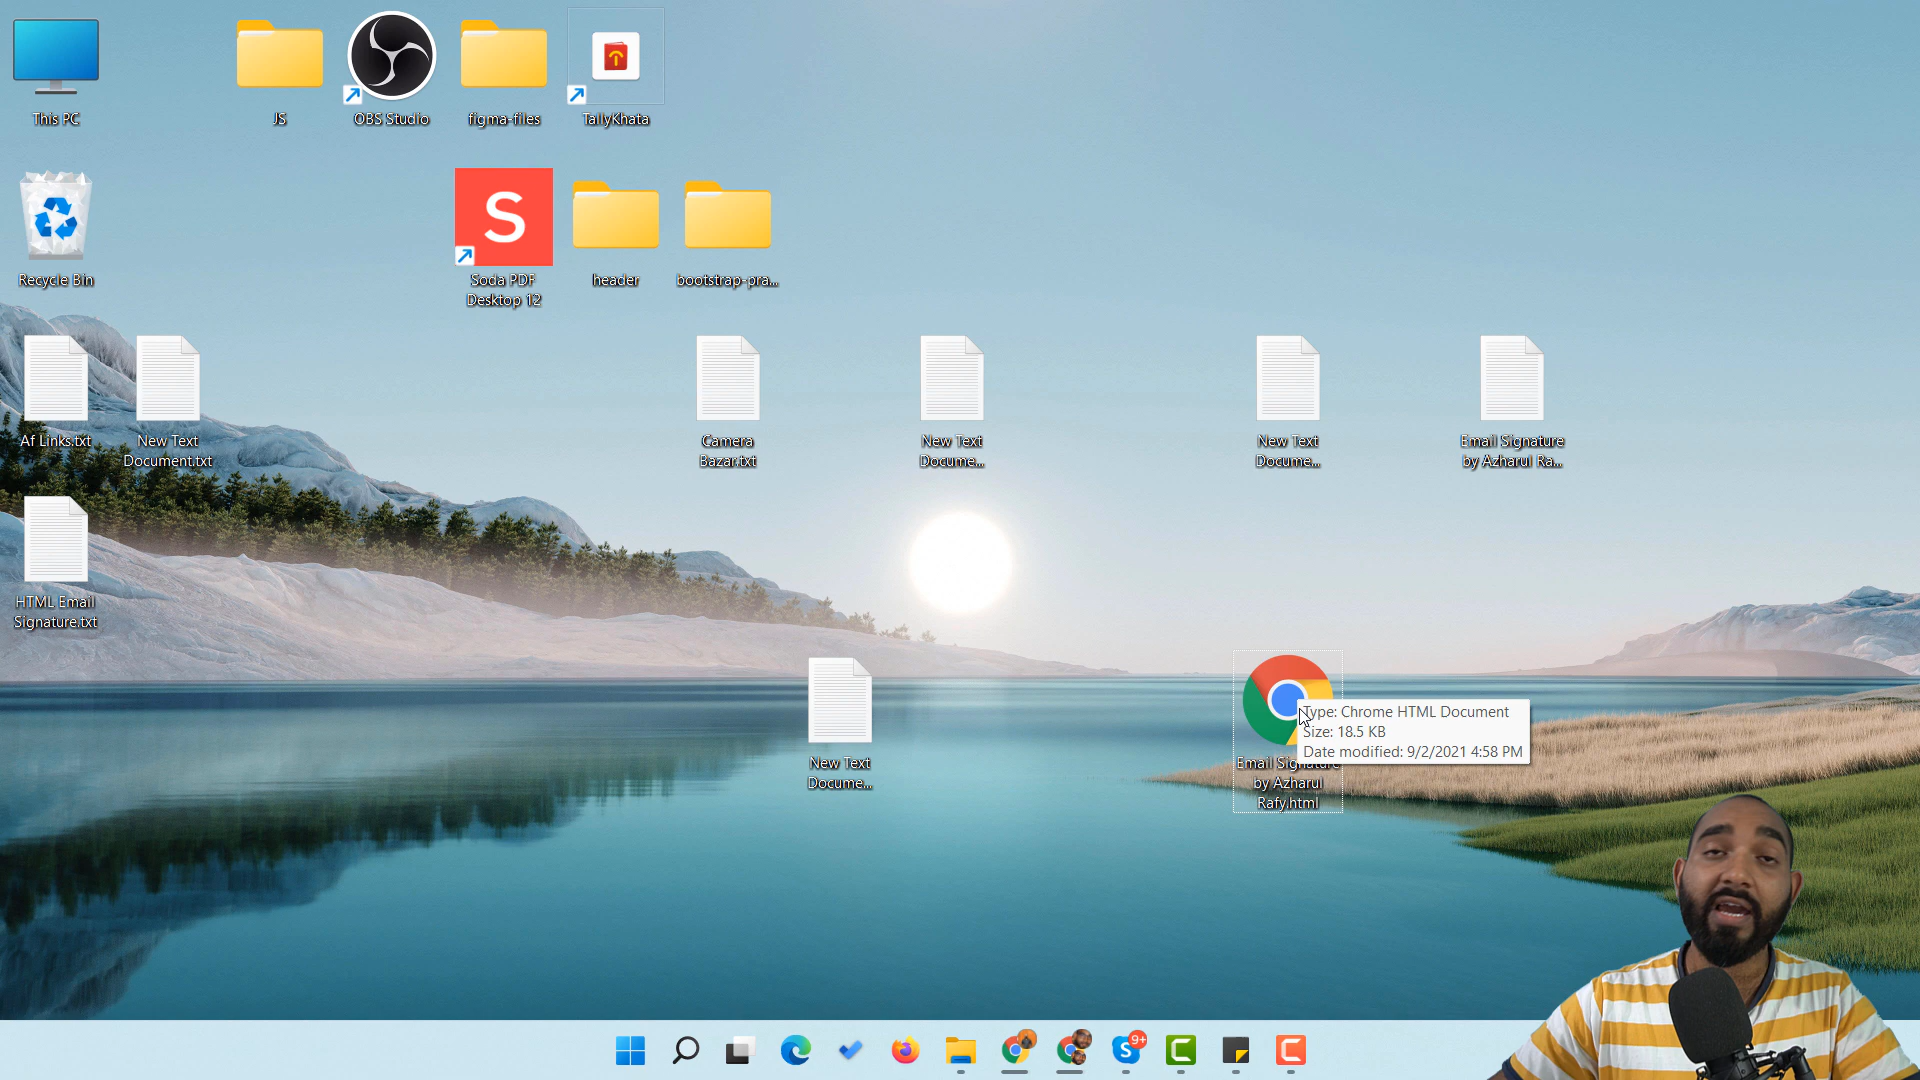 This PC
JS
OBS Studio
figma-files
TallyKhata
Recycle Bin
S
Soda PDF
Desktop 12
header
bootstrap-pra...
Af Links.txt
New Text
Document.txt
Camera
Bazar.txt
New Text
Docume...
New Text
Docume...
Email Signature
by Azharul Ra...
HTML Email
Signature.txt
New Text
Docume...
Type: Chrome HTML Document
Size: 18.5 KB
Date modified: 9/2/2021 4:58 PM
Email Signature
by Azharul
Rafy.html
S
9+
C
C